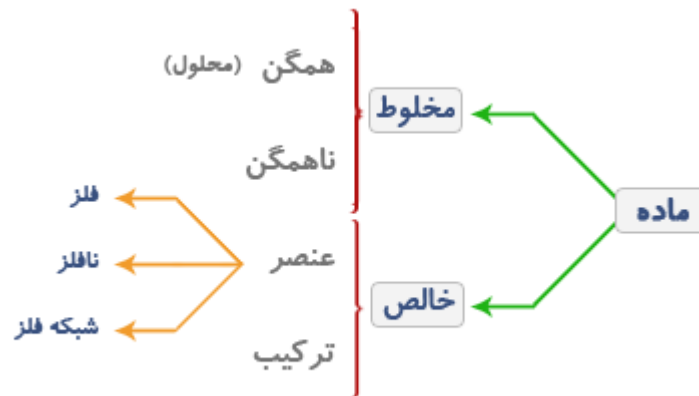 ماده
مخلوط
همگن (محلول)
ناهمگن
خالص
عنصر
فلز
نافلز
شبکه فلز
ترکیب